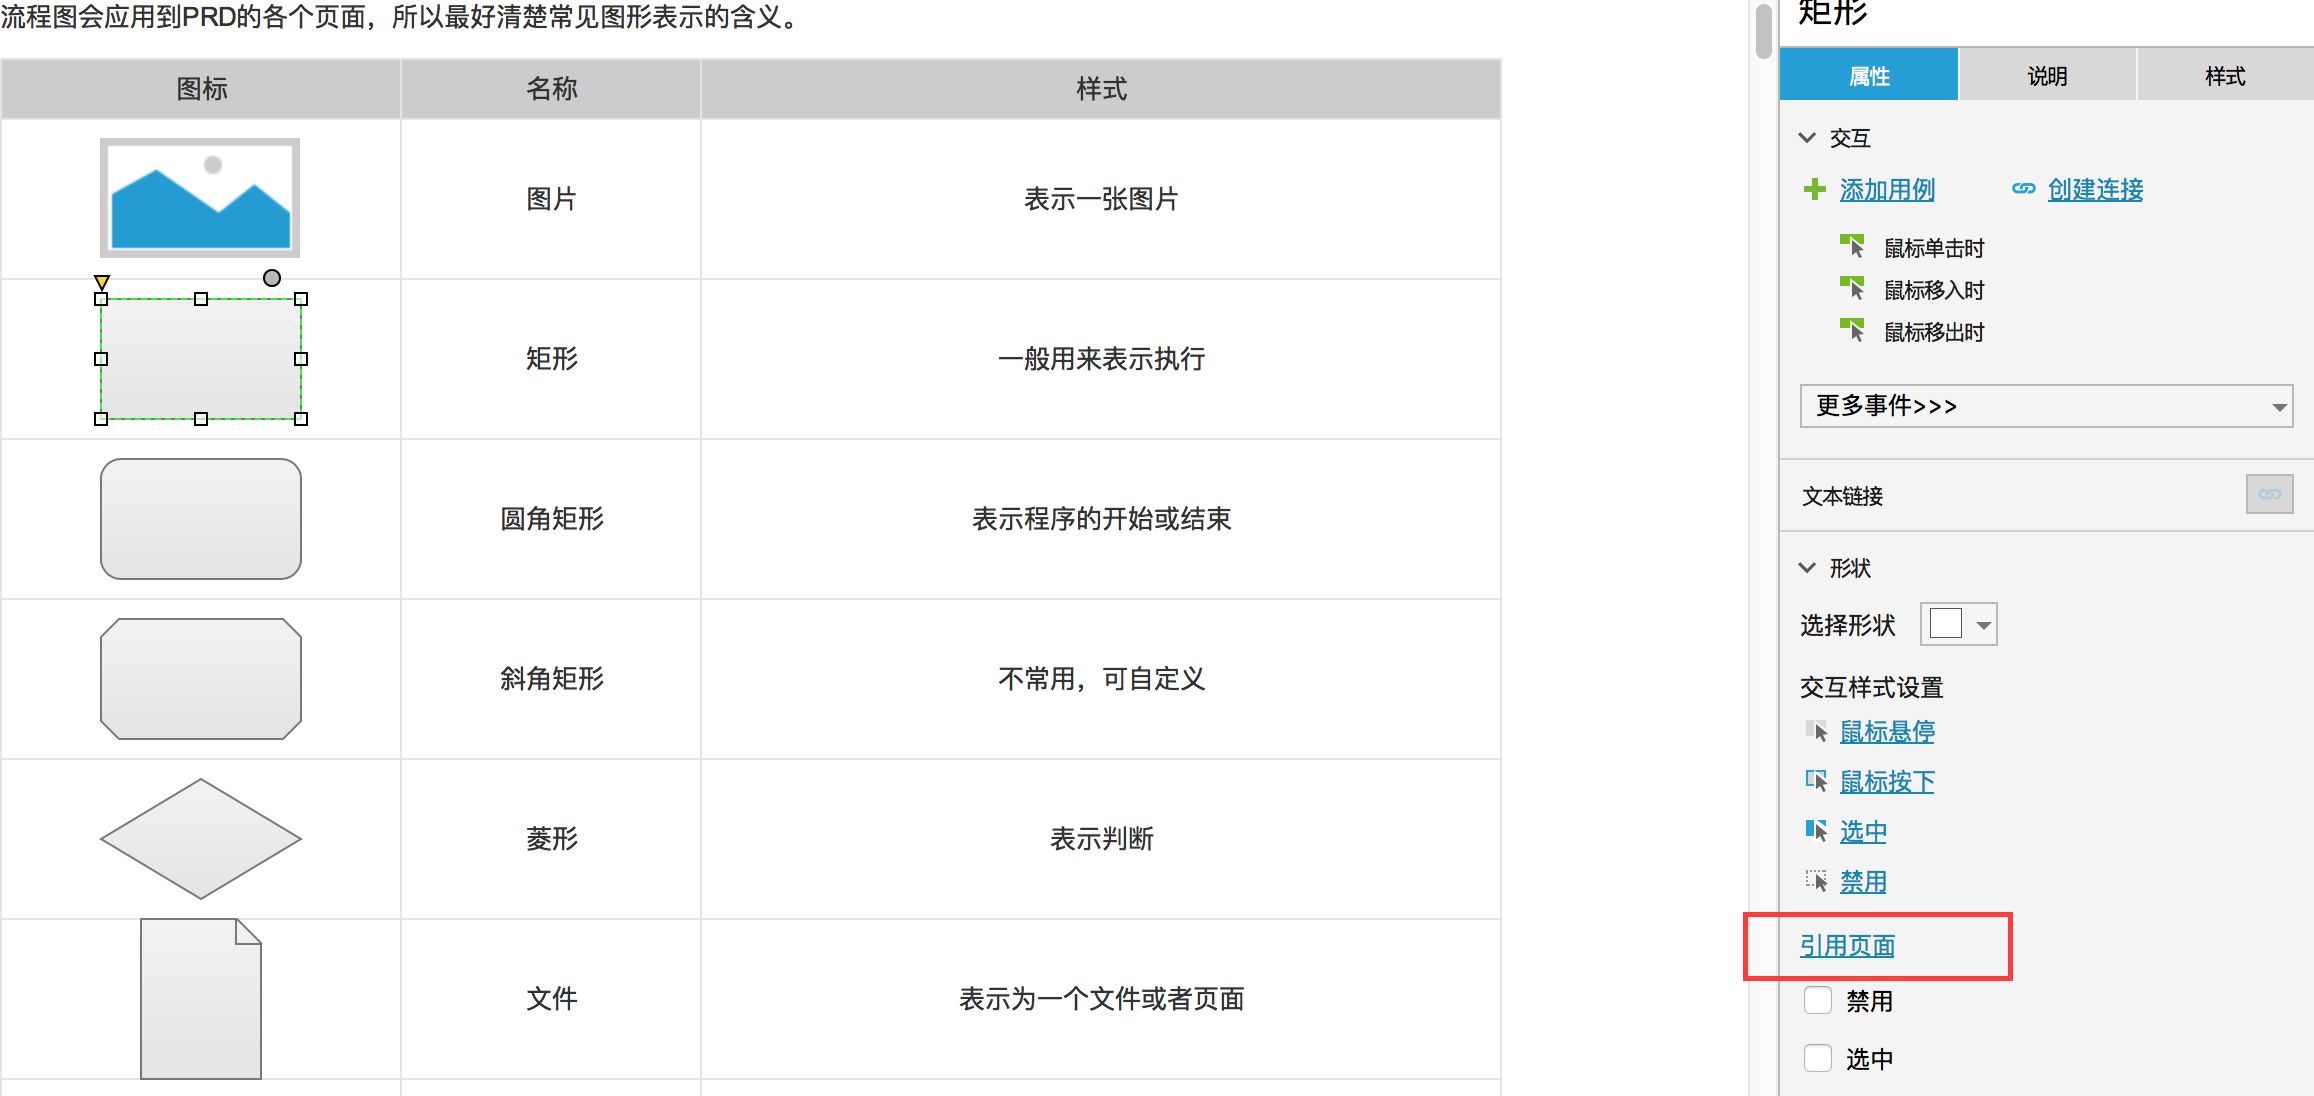 流程图会应用到PRD的各个页面，所以最好清楚常见图形表示的含义。
图标 名称 样式
图片 表示一张图片
矩形 一般用来表示执行
圆角矩形 表示程序的开始或结束
斜角矩形 不常用，可自定义
菱形 表示判断
文件 表示为一个文件或者页面
矩形
属性 说明 样式
交互
添加用例 创建连接
鼠标单击时
鼠标移入时
鼠标移出时
更多事件>>>
文本链接
形状
选择形状
交互样式设置
鼠标悬停
鼠标按下
选中
禁用
引用页面
禁用
选中